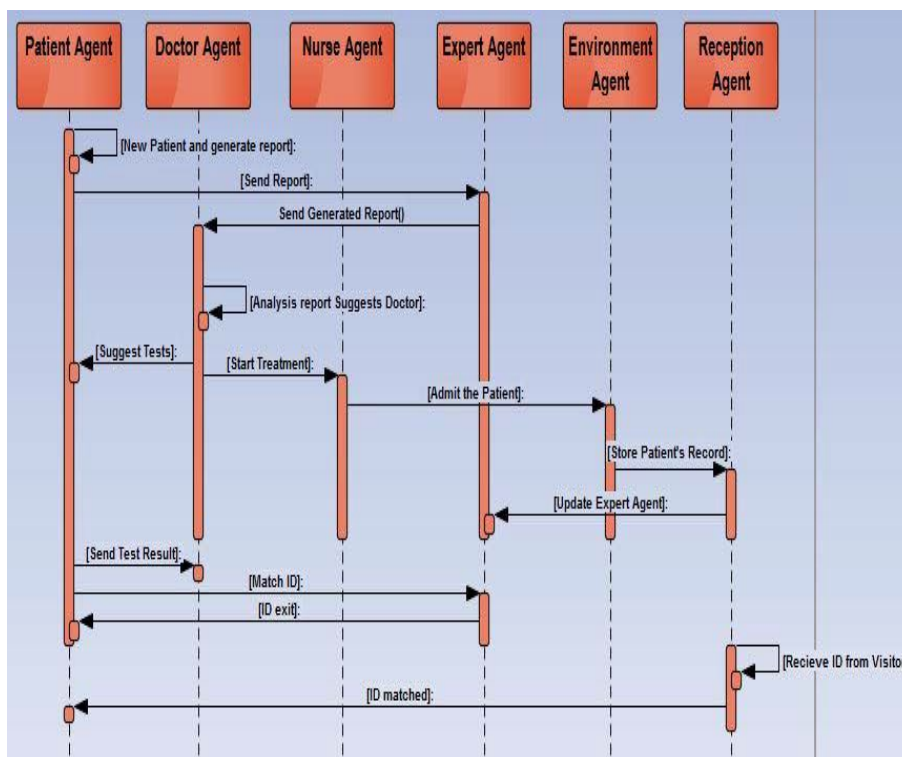 Patient Agent
Doctor Agent
Nurse Agent
Expert Agent
Environment
Agent
Reception
Agent
[New Patient and generate report]:
[Send Report]:
Send Generated Report()
[Analysis report Suggests Doctor]:
[Suggest Tests]:
[Start Treatment]:
[Admit the Patient]:
[Store Patient's Record]:
[Update Expert Agent]:
[Send Test Result]:
[Match ID]:
[ID exit]:
[Recieve ID from Visito
[ID matched]: